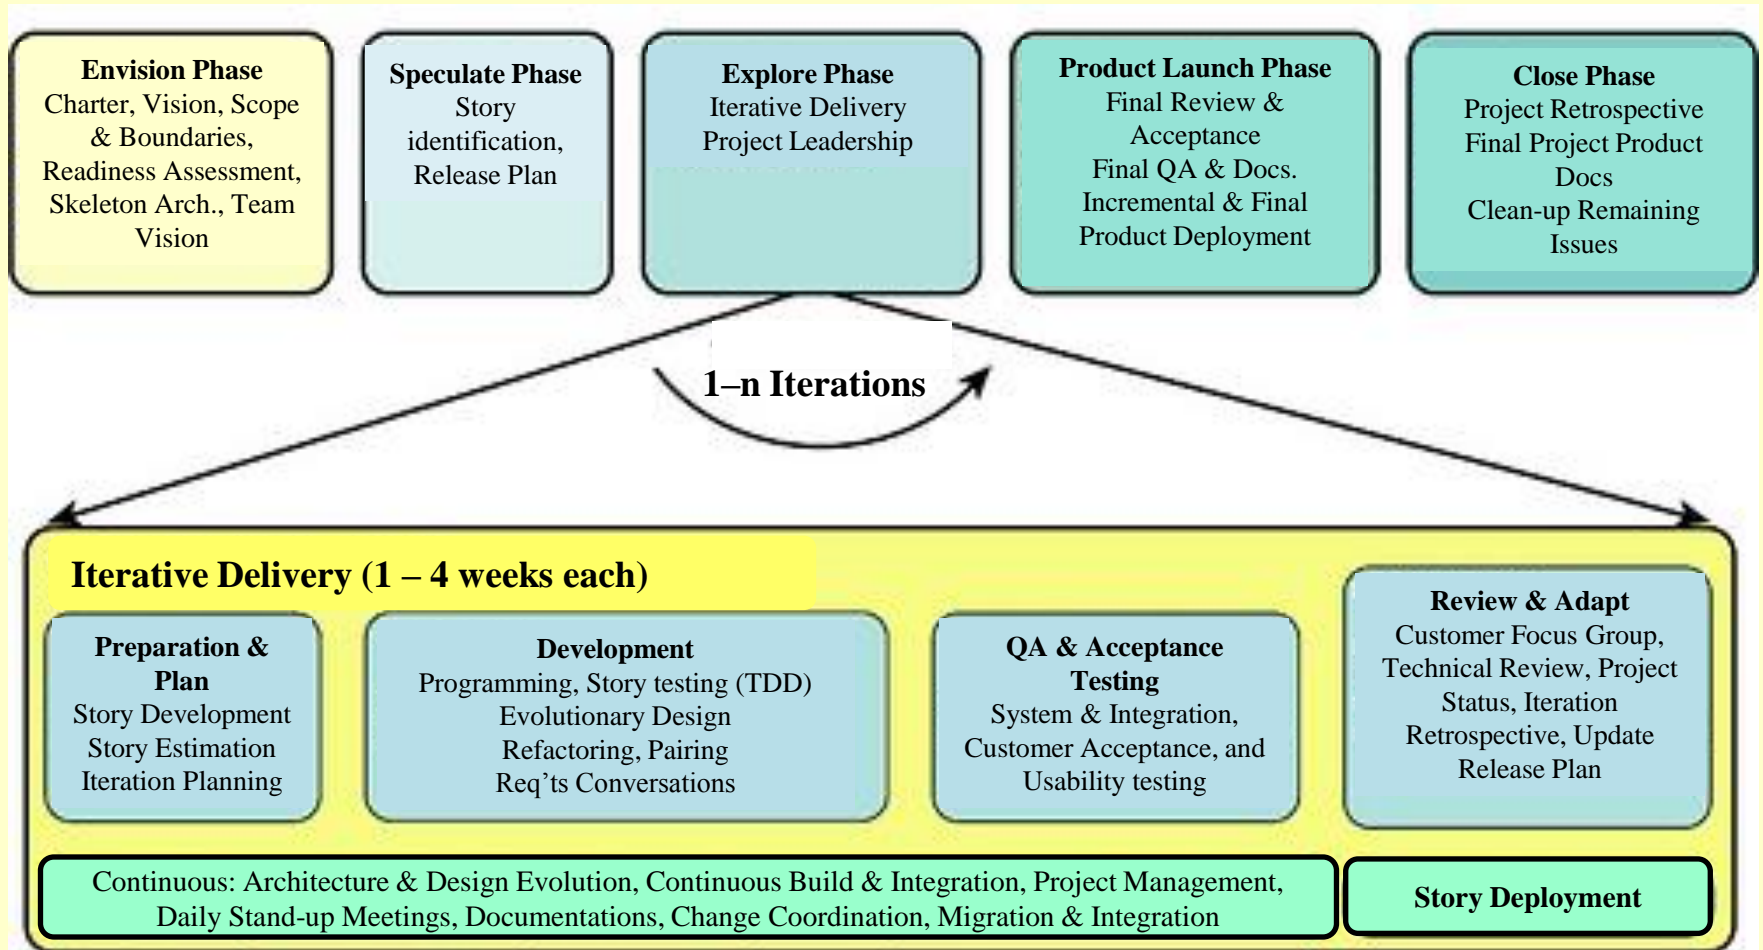 Envision Phase
Charter, Vision, Scope
& Boundaries,
Readiness Assessment,
Skeleton Arch., Team
Vision
Speculate Phase
Story
identification,
Release Plan
Explore Phase
Iterative Delivery
Project Leadership
Product Launch Phase
Final Review &
Acceptance
Final QA & Docs.
Incremental & Final
Product Deployment
Close Phase
Project Retrospective
Final Project Product
Docs
Clean-up Remaining
Issues
1–n Iterations
Iterative Delivery (1 – 4 weeks each)
Preparation &
Plan
Story Development
Story Estimation
Iteration Planning
Development
Programming, Story testing (TDD)
Evolutionary Design
Refactoring, Pairing
Req’ts Conversations
QA & Acceptance
Testing
System & Integration,
Customer Acceptance, and
Usability testing
Review & Adapt
Customer Focus Group,
Technical Review, Project
Status, Iteration
Retrospective, Update
Release Plan
Continuous: Architecture & Design Evolution, Continuous Build & Integration, Project Management,
Daily Stand-up Meetings, Documentations, Change Coordination, Migration & Integration
Story Deployment